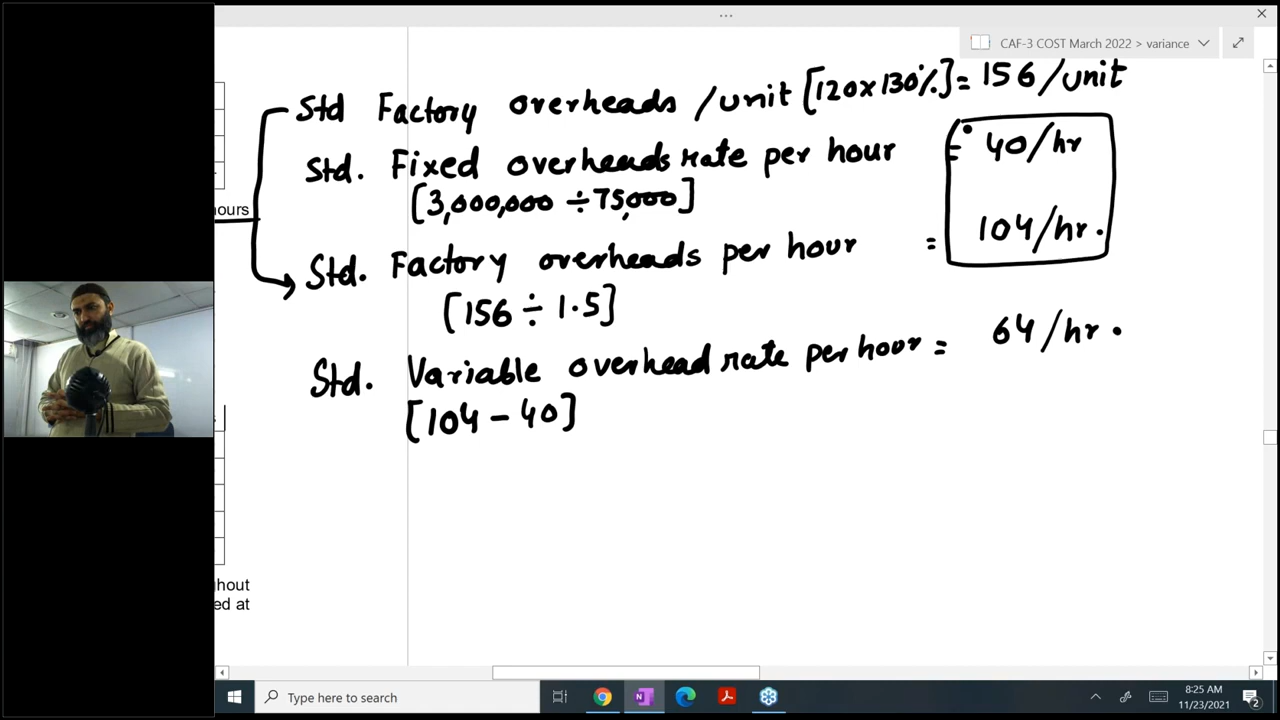 CAF-3 COST March 2022 > variance
Std Factory overheads /unit [120x130%] = 156/unit
Std. Fixed overheads rate per hour = 40/hr
[3,000,000 ÷ 75,000]
hours
Std. Factory overheads per hour = 104/hr.
[156 ÷ 1.5]
Std. Variable overhead rate per hour = 64/hr.
[104 - 40]
ghout
ed at
Type here to search
8:25 AM
11/23/2021
2